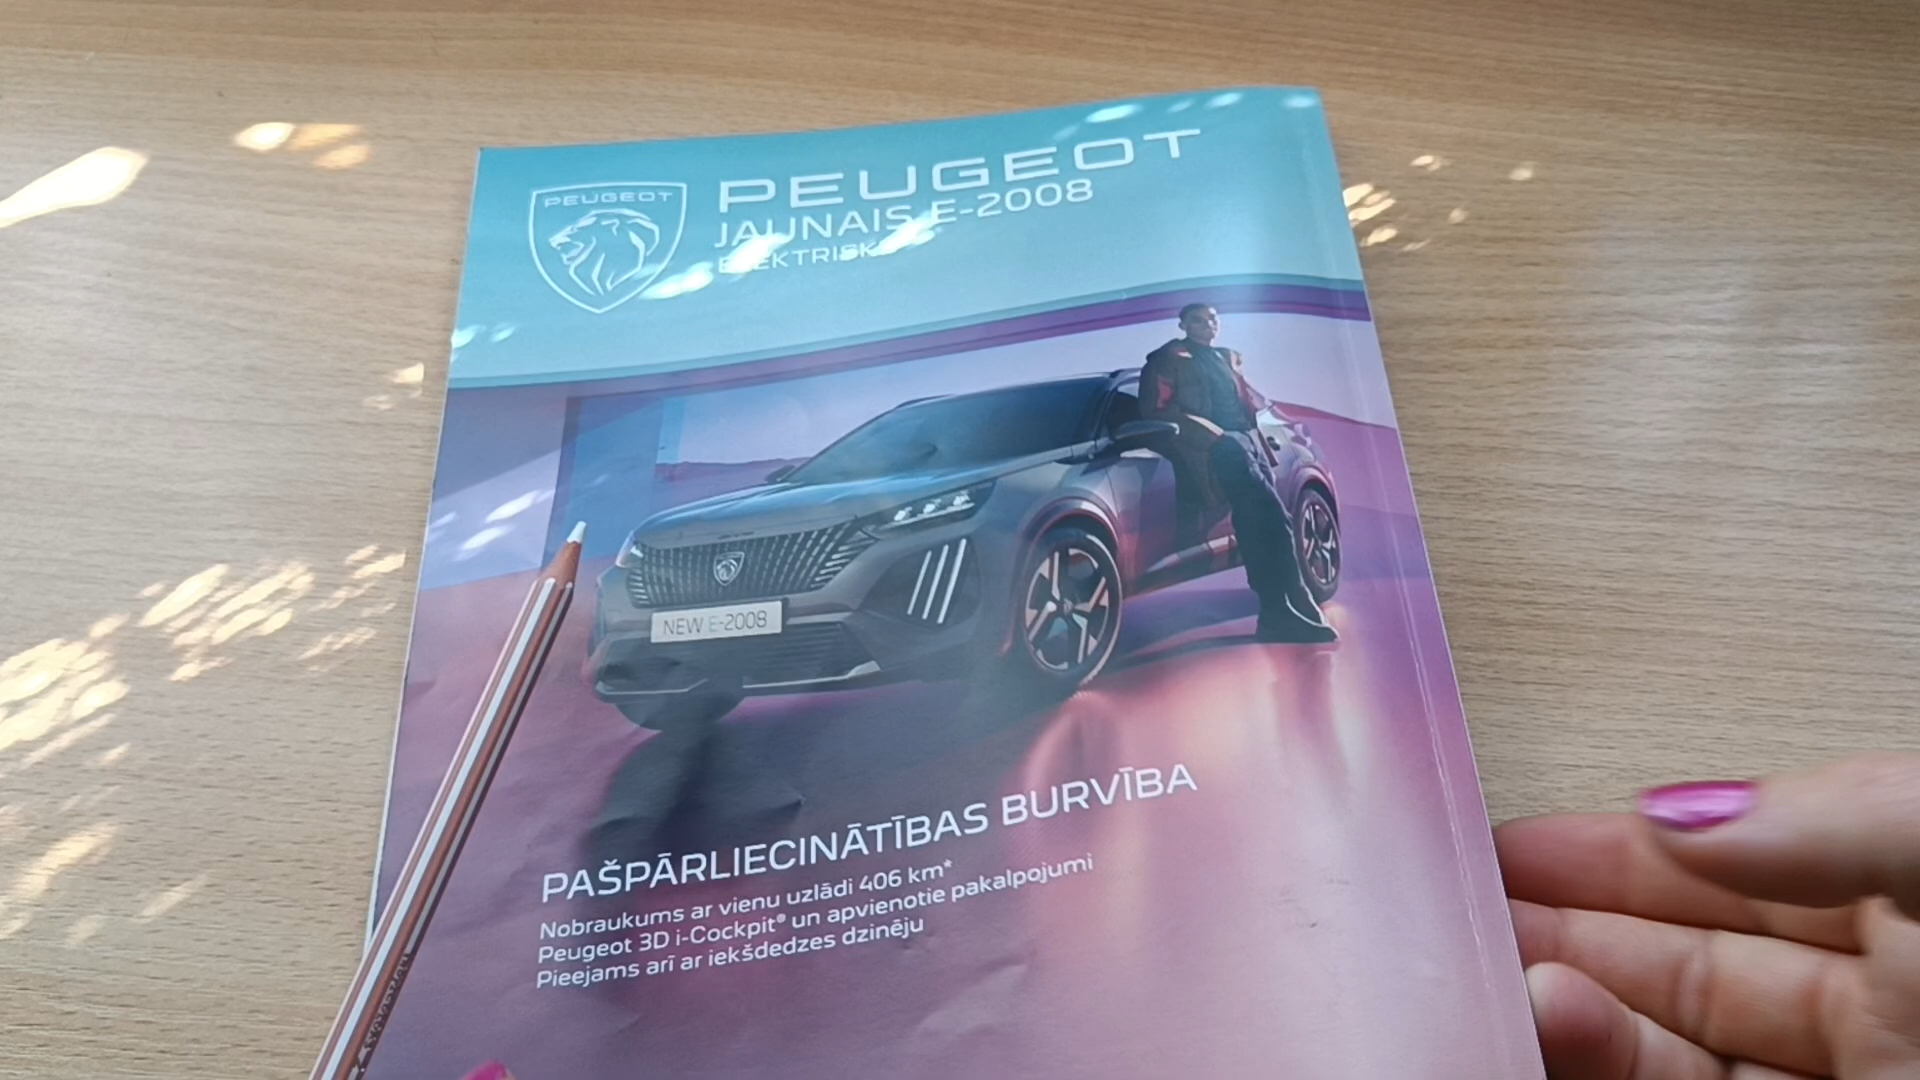 PEUGEOT
PEUGEOT
JAUNAIS E-2008
ELEKTRISKS
NEW E-2008
PAŠPĀRLIECINĀTĪBAS BURVĪBA
Nobraukums ar vienu uzlādi 406 km*
Peugeot 3D i-Cockpit® un apvienotie pakalpojumi
Pieejams arī ar iekšdedzes dzinēju